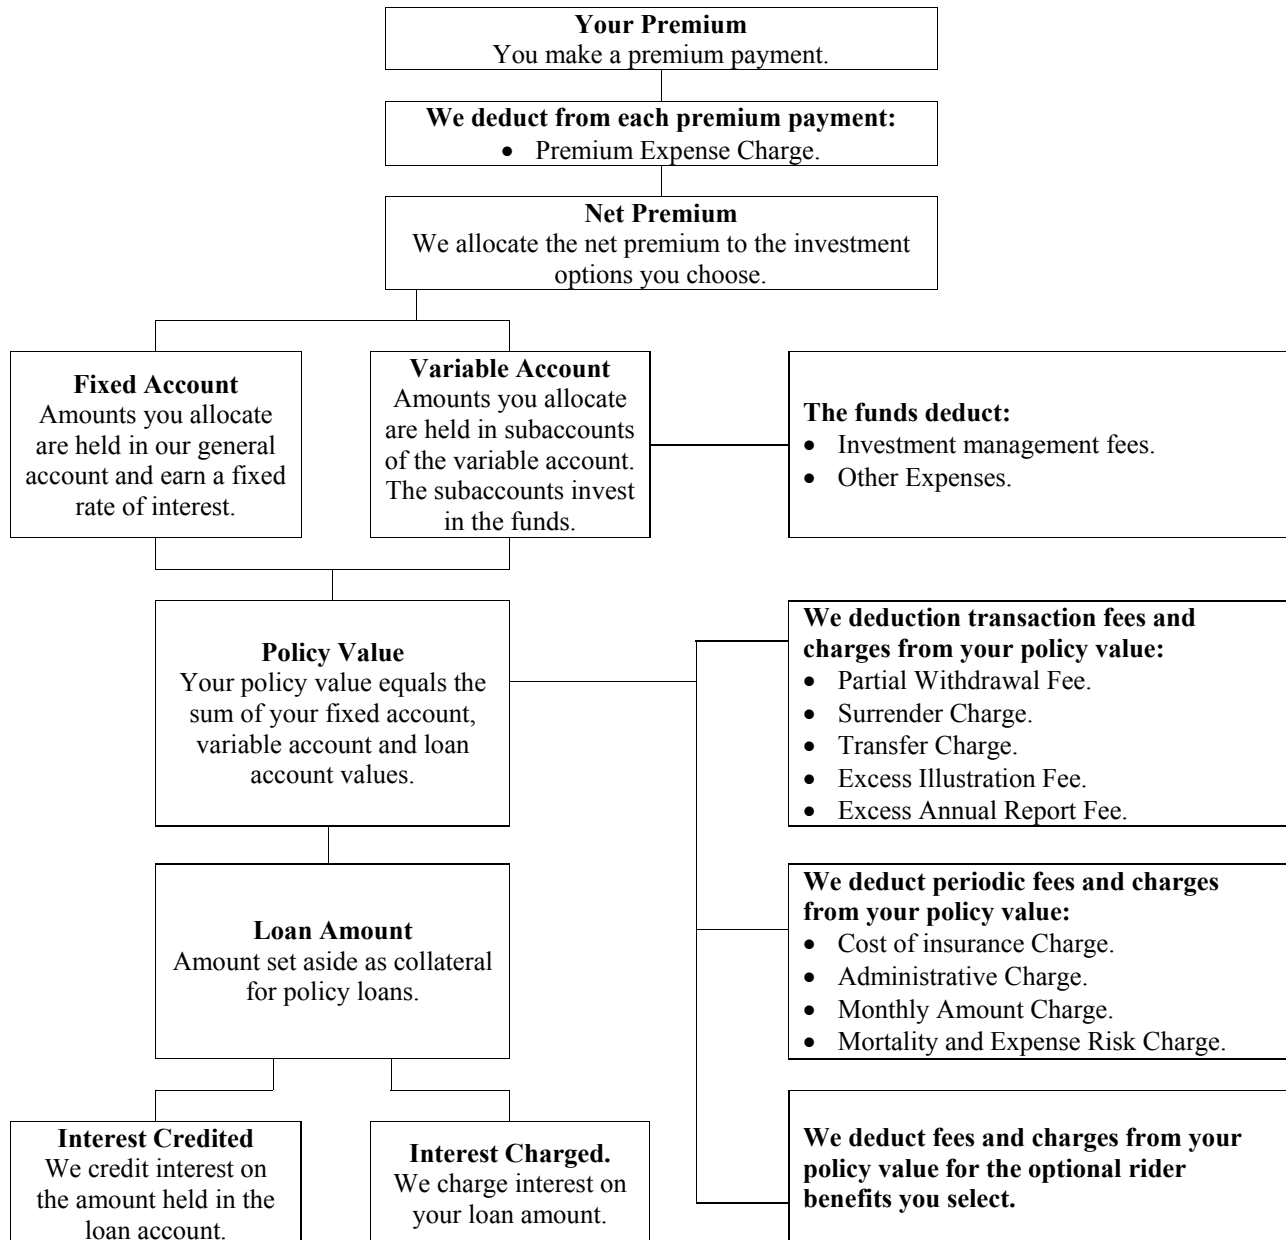 Your Premium
You make a premium payment.
We deduct from each premium payment:
• Premium Expense Charge.
Net Premium
We allocate the net premium to the investment
options you choose.
Fixed Account
Amounts you allocate
are held in our general
account and earn a fixed
rate of interest.
Variable Account
Amounts you allocate
are held in subaccounts
of the variable account.
The subaccounts invest
in the funds.
The funds deduct:
• Investment management fees.
• Other Expenses.
Policy Value
Your policy value equals the
sum of your fixed account,
variable account and loan
account values.
We deduction transaction fees and
charges from your policy value:
• Partial Withdrawal Fee.
• Surrender Charge.
• Transfer Charge.
• Excess Illustration Fee.
• Excess Annual Report Fee.
Loan Amount
Amount set aside as collateral
for policy loans.
We deduct periodic fees and charges
from your policy value:
• Cost of insurance Charge.
• Administrative Charge.
• Monthly Amount Charge.
• Mortality and Expense Risk Charge.
Interest Credited
We credit interest on
the amount held in the
loan account.
Interest Charged.
We charge interest on
your loan amount.
We deduct fees and charges from your
policy value for the optional rider
benefits you select.